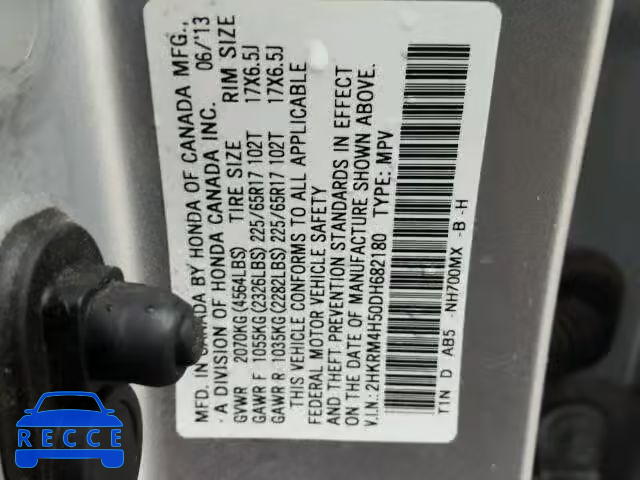 MFD. IN CANADA BY HONDA OF CANADA MFG.,
- A DIVISION OF HONDA CANADA INC. 06/'13
GVWR 2070KG(4564LBS) TIRE SIZE RIM SIZE
GAWR F 1055KG(2326LBS)225/65R17 102T 17X6.5J
GAWR R 1035KG(2282LBS)225/65R17 102T 17X6.5J
THIS VEHICLE CONFORMS TO ALL APPLICABLE
FEDERAL MOTOR VEHICLE SAFETY
AND THEFT PREVENTION STANDARDS IN EFFECT
ON THE DATE OF MANUFACTURE SHOWN ABOVE.
V.I.N.: 2HKRM4H50DH682180 TYPE: MPV
TIN D AB5 -NH700MX -B -H
RECCE